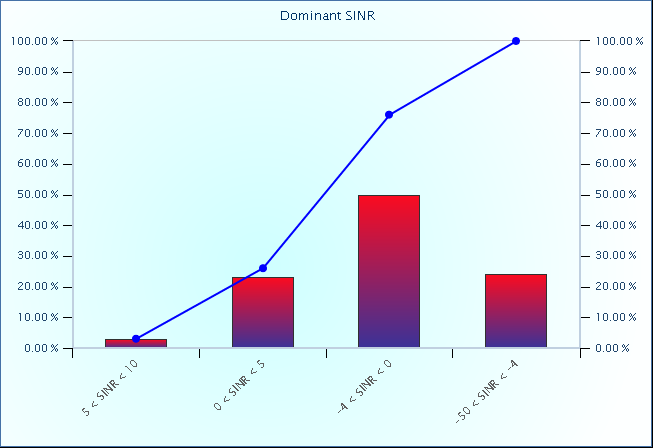 Dominant SINR
100.00 % 100.00 %
90.00 % 90.00 %
80.00 % 80.00 %
70.00 % 70.00 %
60.00 % 60.00 %
50.00 % 50.00 %
40.00 % 40.00 %
30.00 % 30.00 %
20.00 % 20.00 %
10.00 % 10.00 %
0.00 % 0.00 %
5 < SINR < 10
0 < SINR < 5
-4 < SINR < 0
-50 < SINR < -4